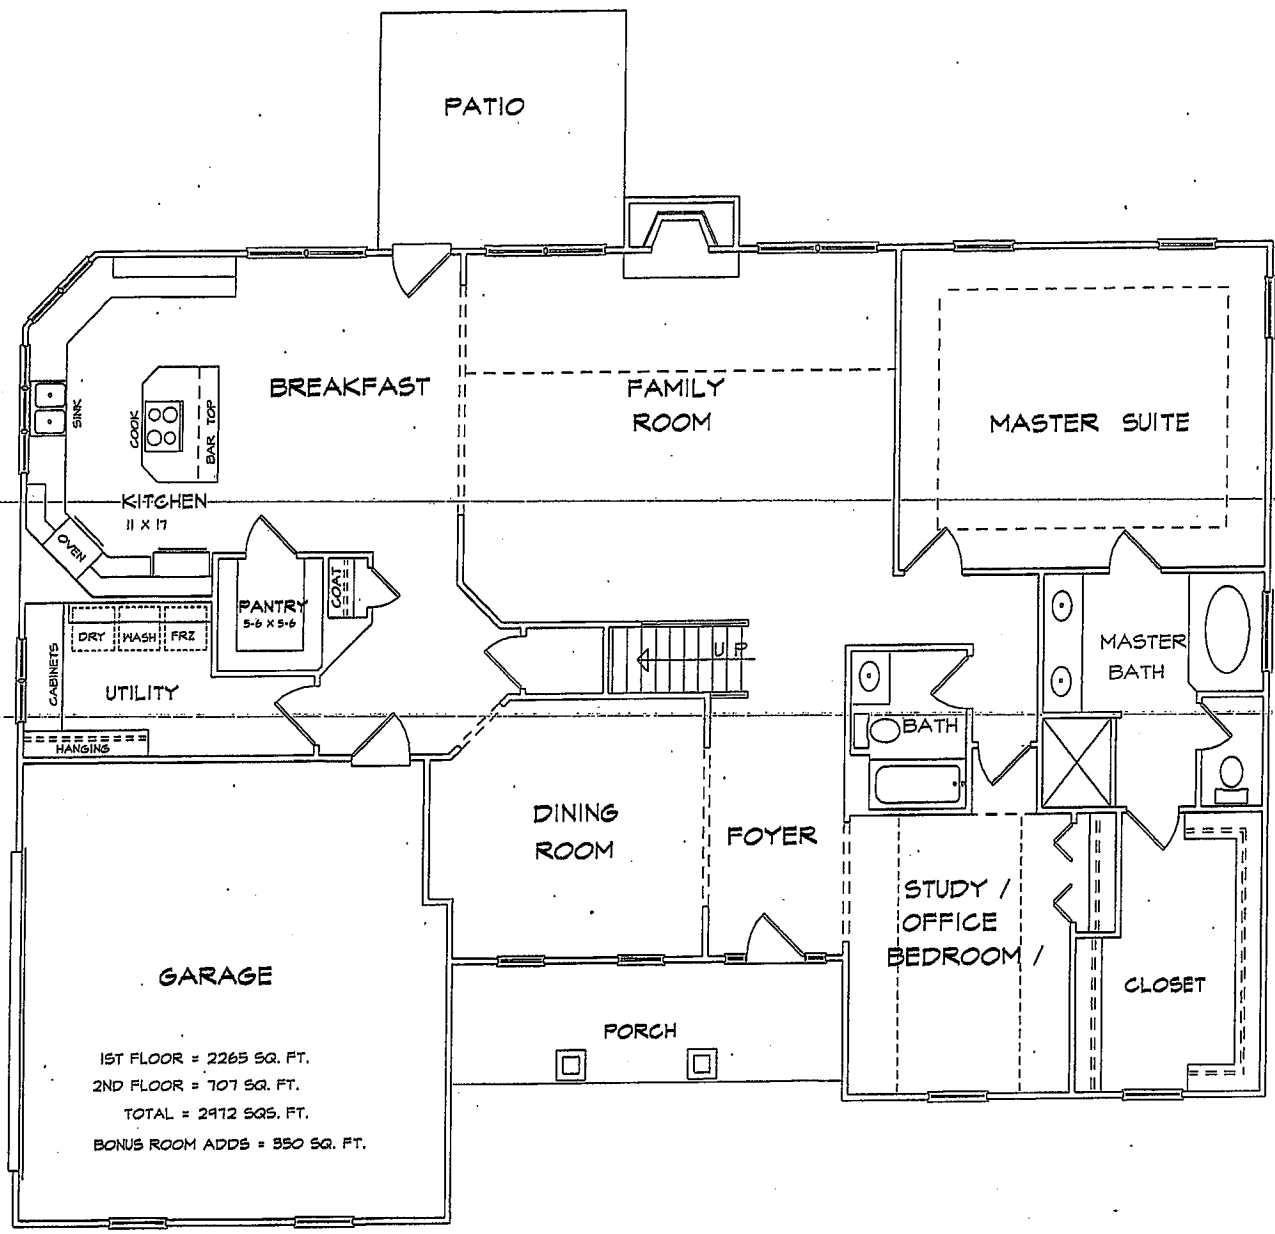 PATIO
BREAKFAST
FAMILY
ROOM
MASTER SUITE
SINK
COOK
BAR TOP
KITCHEN
11 X 17
OVEN
PANTRY
5-6 X 5-6
COAT
DRY
WASH
FRZ
CABINETS
UTILITY
HANGING
UP
BATH
MASTER
BATH
DINING
ROOM
FOYER
STUDY /
OFFICE
BEDROOM /
CLOSET
GARAGE
PORCH
1ST FLOOR = 2265 SQ. FT.
2ND FLOOR = 707 SQ. FT.
TOTAL = 2972 SQS. FT.
BONUS ROOM ADDS = 350 SQ. FT.